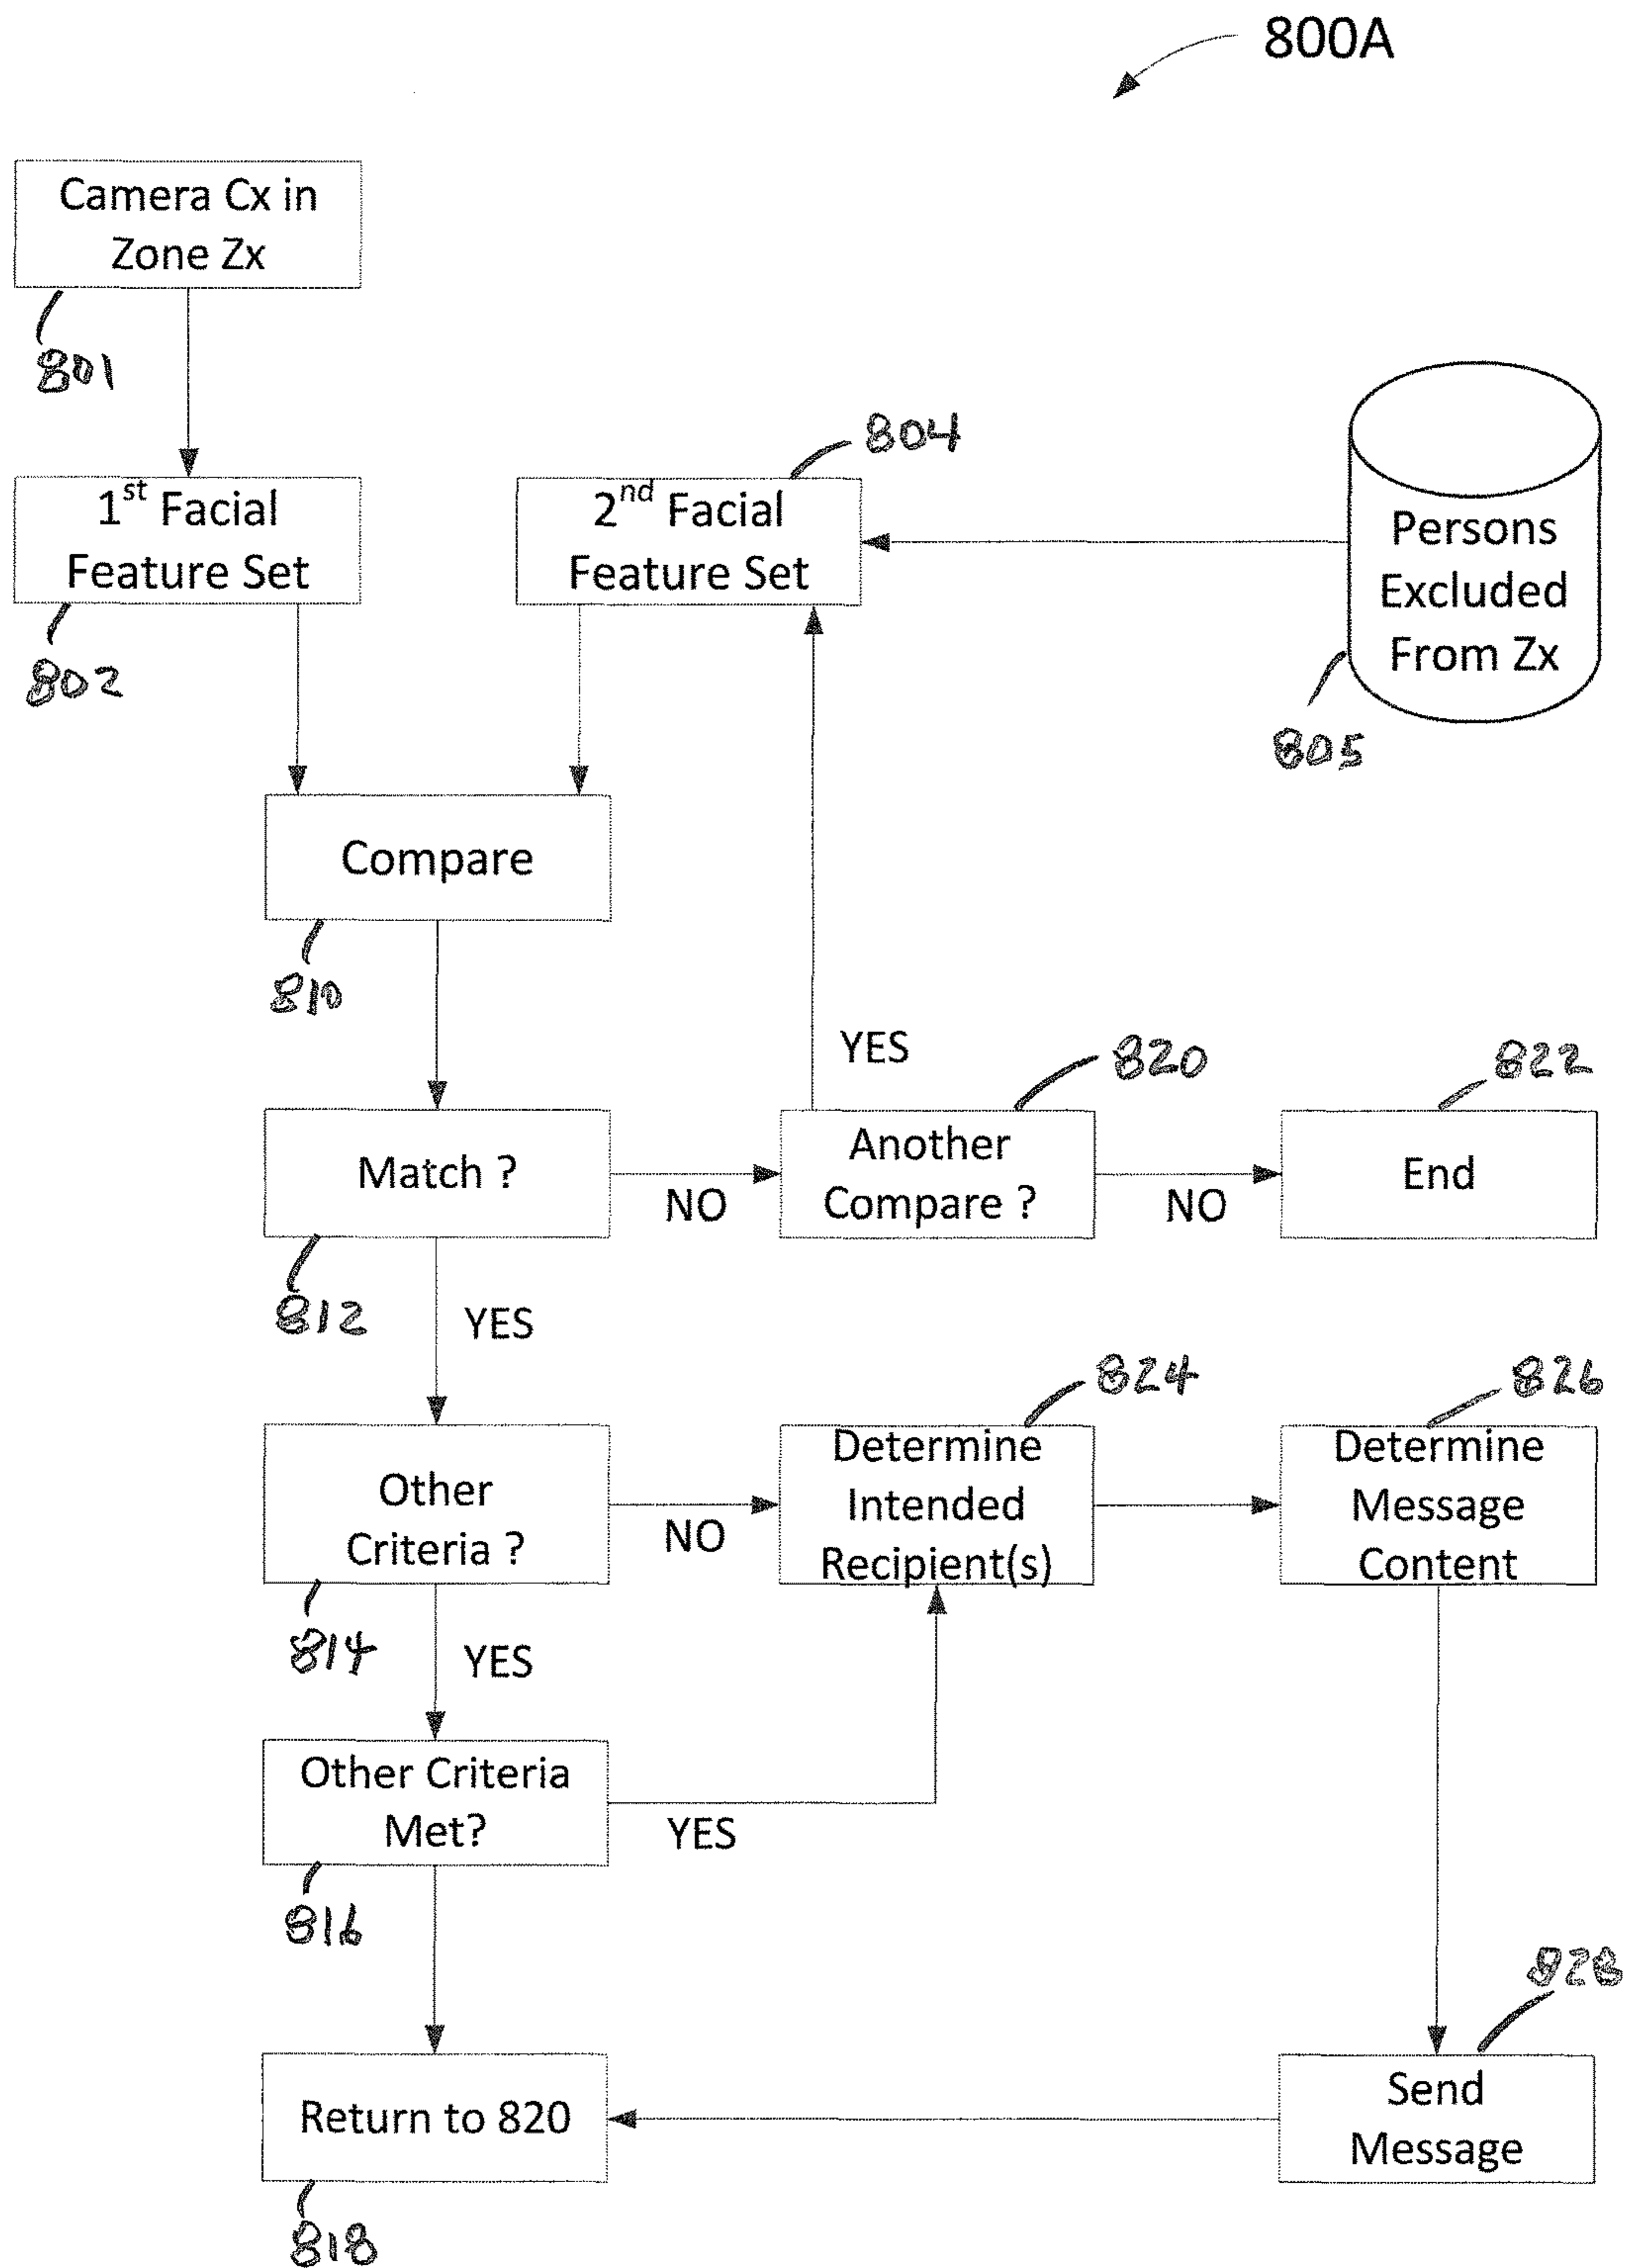 800A
Camera Cx in
Zone Zx
801
804
1st Facial
Feature Set
802
2nd Facial
Feature Set
Persons
Excluded
From Zx
805
Compare
810
YES
820
822
Match ?
NO
Another
Compare ?
NO
End
812
YES
824
826
Other
Criteria ?
NO
Determine
Intended
Recipient(s)
Determine
Message
Content
814
YES
Other Criteria
Met?
YES
816
828
Return to 820
Send
Message
818